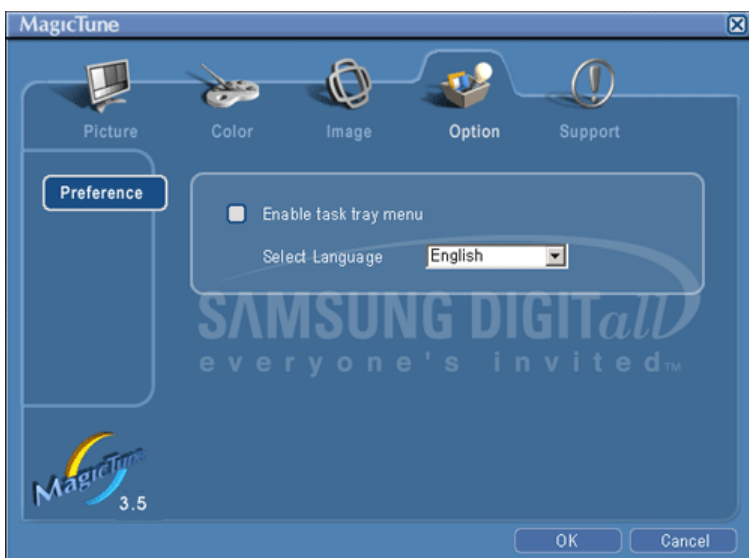 MagicTune
Picture Color Image Option Support
Preference
Enable task tray menu
Select Language English
SAMSUNG DIGITall
everyone's invited™
MagicTune
3.5
OK Cancel